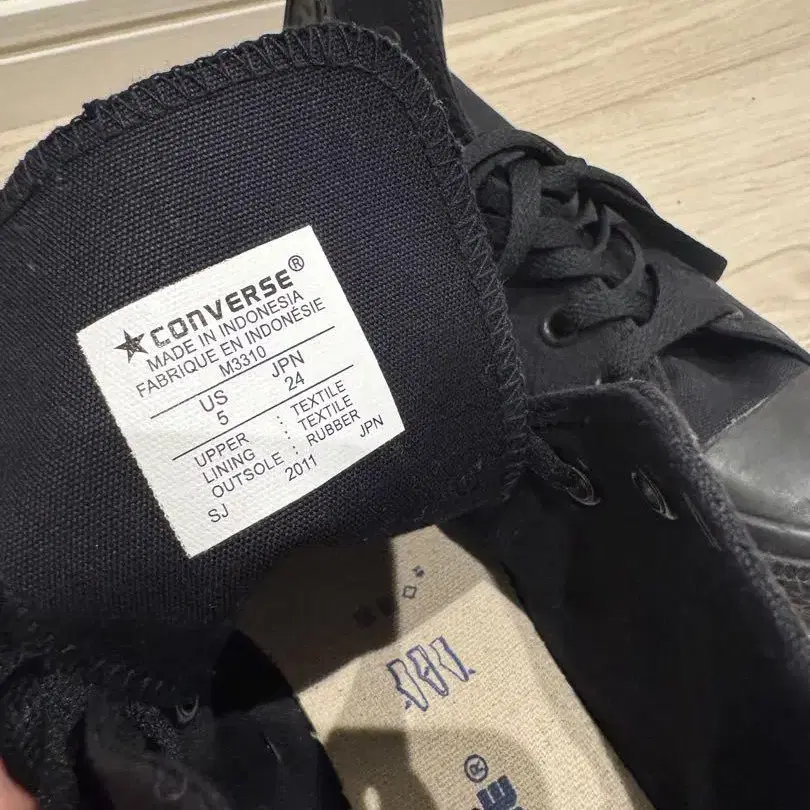 ★CONVERSE®
MADE IN INDONESIA
FABRIQUE EN INDONÉSIE
M3310
US JPN
5 24
UPPER : TEXTILE
LINING : TEXTILE
OUTSOLE : RUBBER
SJ 2011 JPN
®